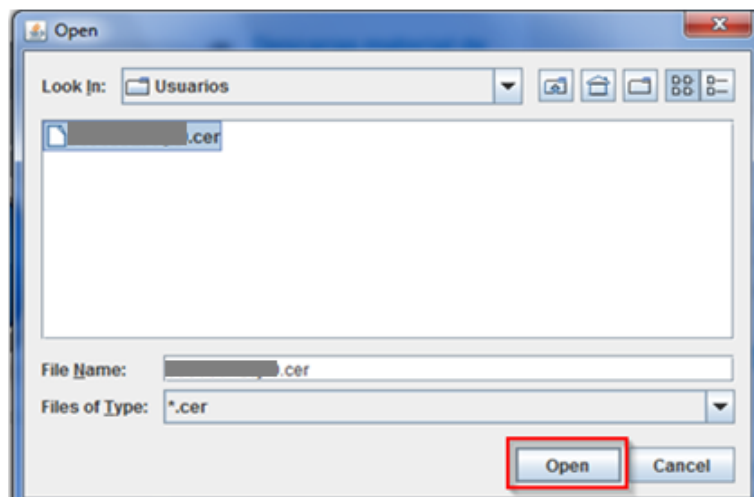 Open
Look In: Usuarios
.cer
File Name: .cer
Files of Type: *.cer
Open Cancel